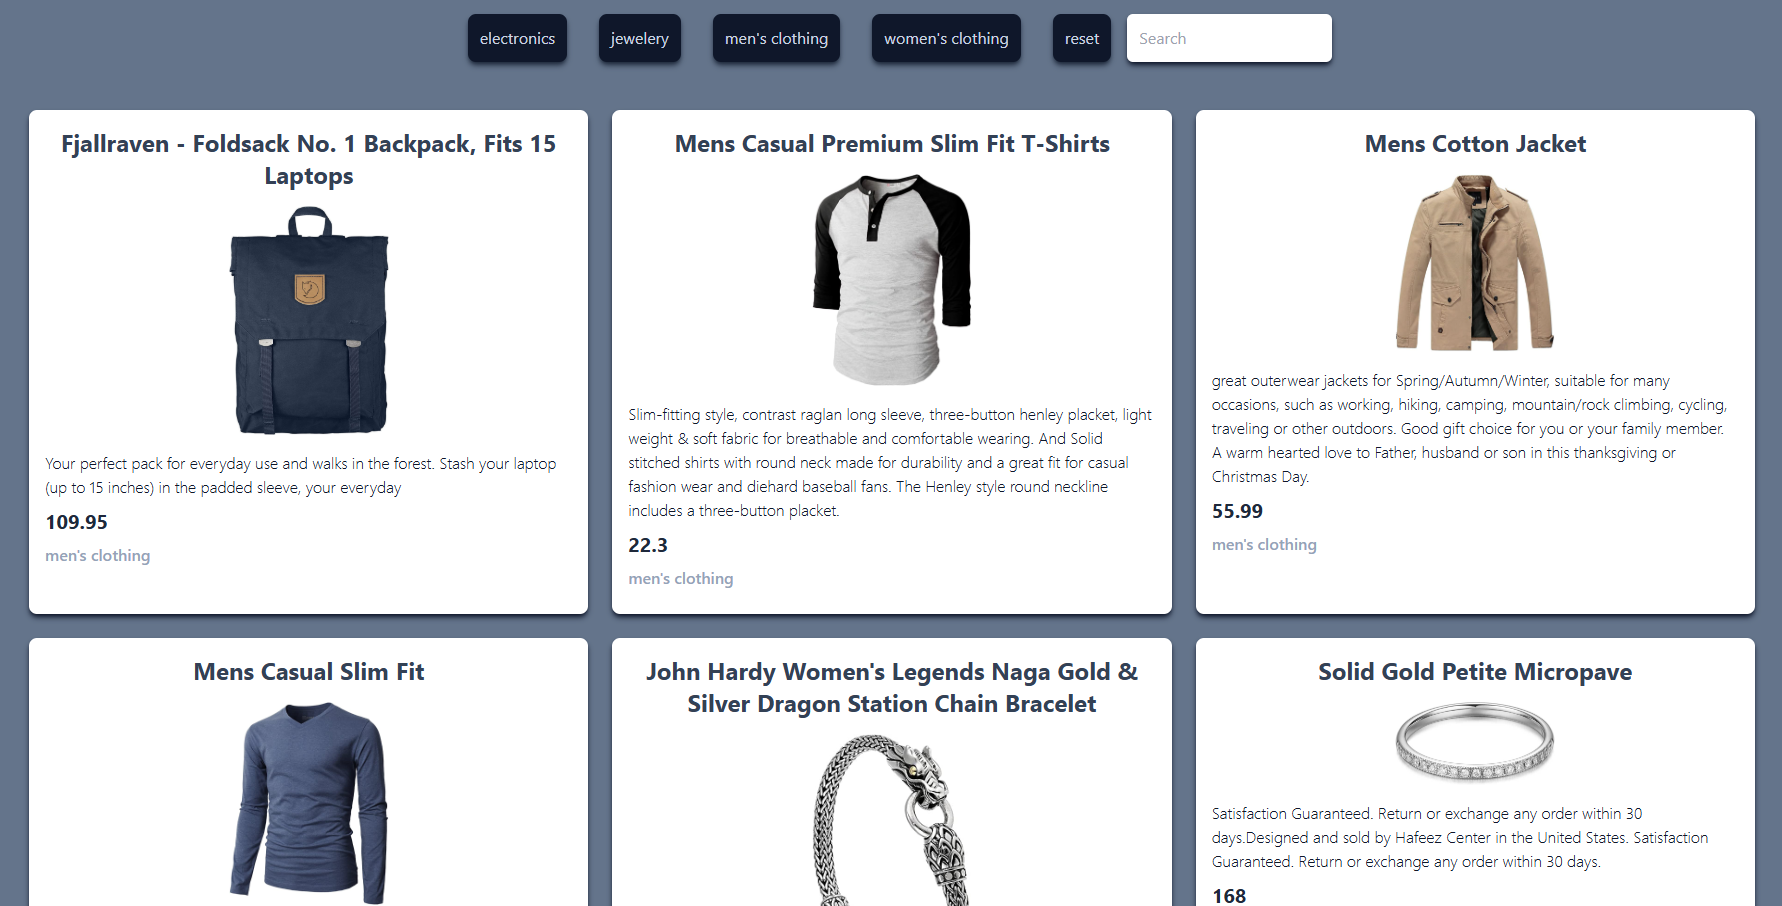 electronics
jewelery
men's clothing
women's clothing
reset
Search
Fjallraven - Foldsack No. 1 Backpack, Fits 15
Laptops
Your perfect pack for everyday use and walks in the forest. Stash your laptop
(up to 15 inches) in the padded sleeve, your everyday
109.95
men's clothing
Mens Casual Premium Slim Fit T-Shirts
Slim-fitting style, contrast raglan long sleeve, three-button henley placket, light
weight & soft fabric for breathable and comfortable wearing. And Solid
stitched shirts with round neck made for durability and a great fit for casual
fashion wear and diehard baseball fans. The Henley style round neckline
includes a three-button placket.
22.3
men's clothing
Mens Cotton Jacket
great outerwear jackets for Spring/Autumn/Winter, suitable for many
occasions, such as working, hiking, camping, mountain/rock climbing, cycling,
traveling or other outdoors. Good gift choice for you or your family member.
A warm hearted love to Father, husband or son in this thanksgiving or
Christmas Day.
55.99
men's clothing
Mens Casual Slim Fit
John Hardy Women's Legends Naga Gold &
Silver Dragon Station Chain Bracelet
Solid Gold Petite Micropave
Satisfaction Guaranteed. Return or exchange any order within 30
days.Designed and sold by Hafeez Center in the United States. Satisfaction
Guaranteed. Return or exchange any order within 30 days.
168